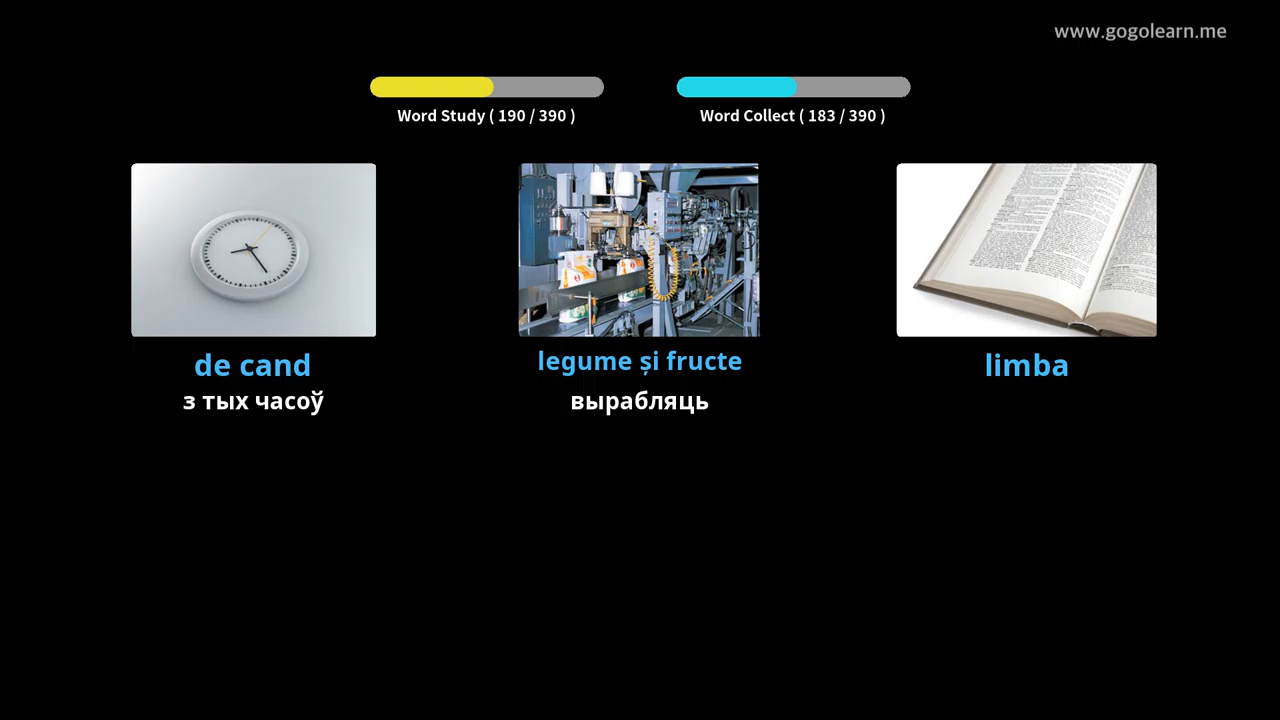 www.gogolearn.me
Word Study ( 190 / 390 )
Word Collect ( 183 / 390 )
de cand
legume și fructe
limba
з тых часоў
вырабляць